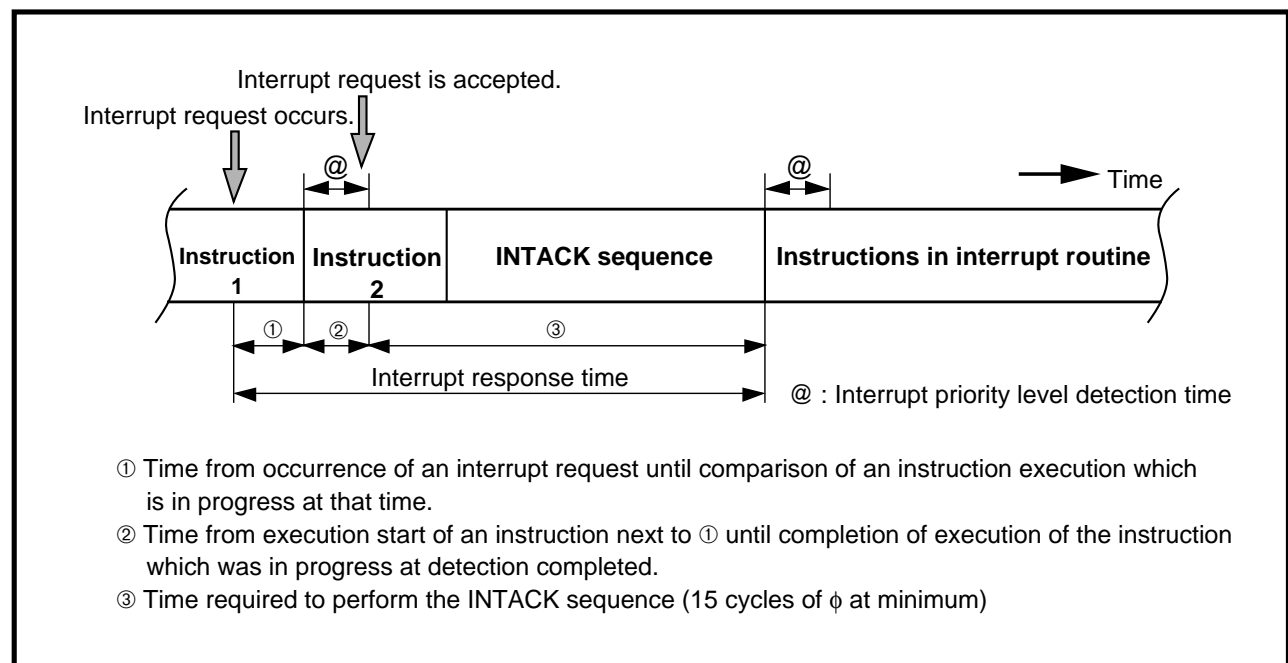 Interrupt request is accepted.
Interrupt request occurs.
@
@
Time
Instruction
1
Instruction
2
INTACK sequence
Instructions in interrupt routine
①
②
③
Interrupt response time
@ : Interrupt priority level detection time
① Time from occurrence of an interrupt request until comparison of an instruction execution which
is in progress at that time.
② Time from execution start of an instruction next to ① until completion of execution of the instruction
which was in progress at detection completed.
③ Time required to perform the INTACK sequence (15 cycles of ϕ at minimum)